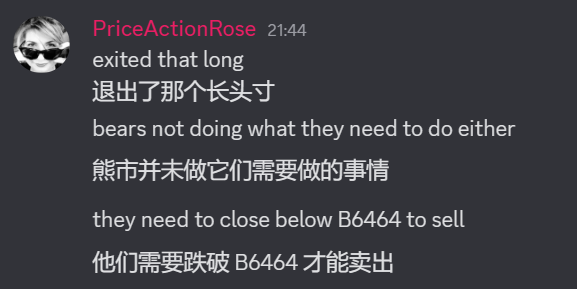 PriceActionRose 21:44
exited that long
退出了那个长头寸
bears not doing what they need to do either
熊市并未做它们需要做的事情
they need to close below B6464 to sell
他们需要跌破 B6464 才能卖出